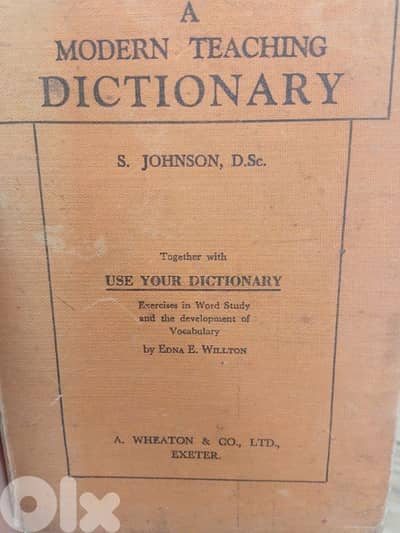 A
MODERN TEACHING
DICTIONARY
S. JOHNSON, D.Sc.
Together with
USE YOUR DICTIONARY
Exercises in Word Study
and the development of
Vocabulary
by EDNA E. WILLTON
A. WHEATON & CO., LTD.,
EXETER.
olx